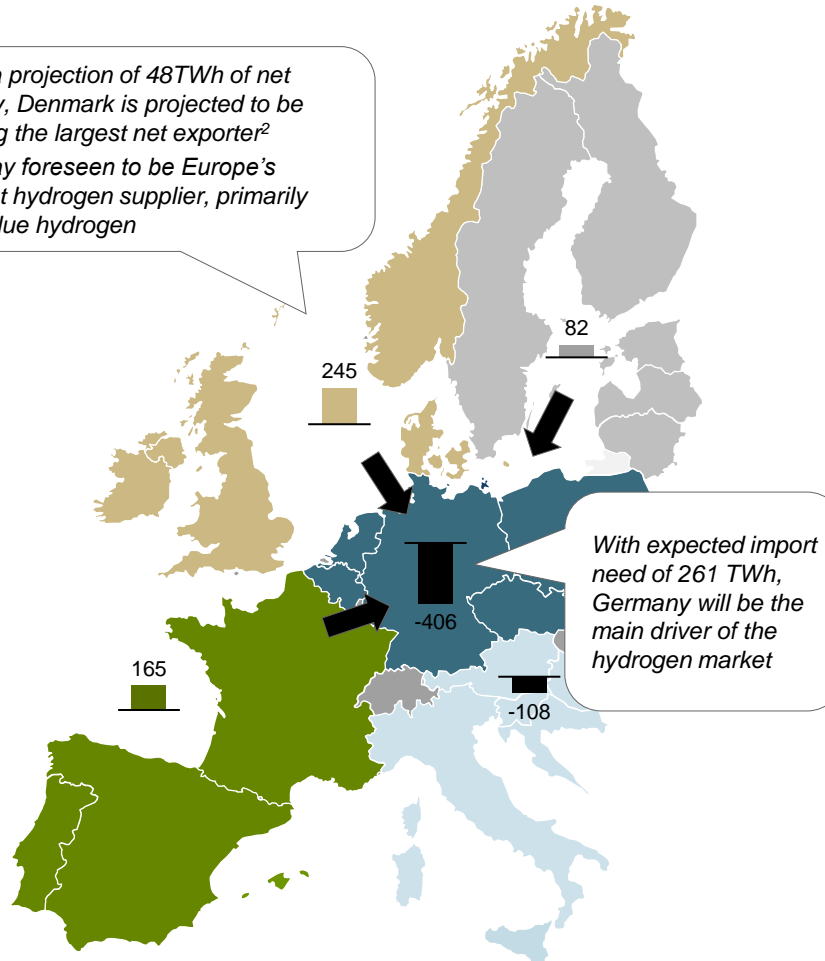 projection of 48TWh of net
, Denmark is projected to be
the largest net exporter2
foreseen to be Europe's
hydrogen supplier, primarily
hydrogen
82
245
With expected import
need of 261 TWh,
Germany will be the
main driver of the
hydrogen market
-406
165
-108